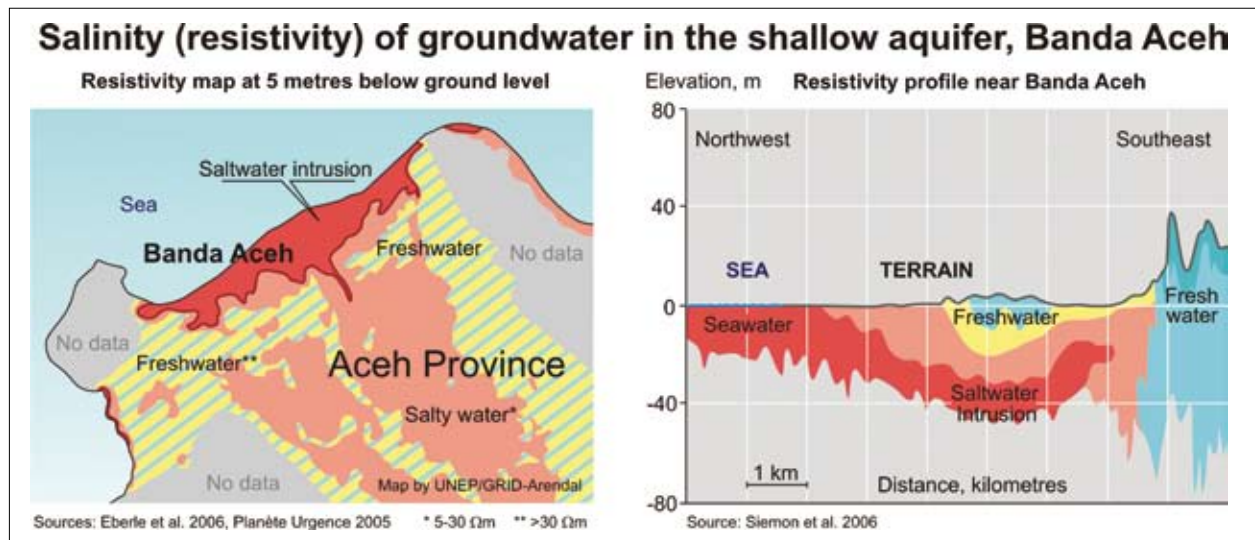 Salinity (resistivity) of groundwater in the shallow aquifer, Banda Aceh
Resistivity map at 5 metres below ground level
Saltwater intrusion
Sea
Banda Aceh
Freshwater
No data
No data
Freshwater**
Aceh Province
Salty water*
No data
Map by UNEP/GRID-Arendal
Sources: Eberle et al. 2006, Planète Urgence 2005 * 5-30 Ωm ** >30 Ωm
Elevation, m Resistivity profile near Banda Aceh
80
Northwest Southeast
40
SEA TERRAIN
0
Seawater Freshwater
Fresh
water
Saltwater
Intrusion
-40
1 km
Distance, kilometres
-80
Source: Siemon et al. 2006